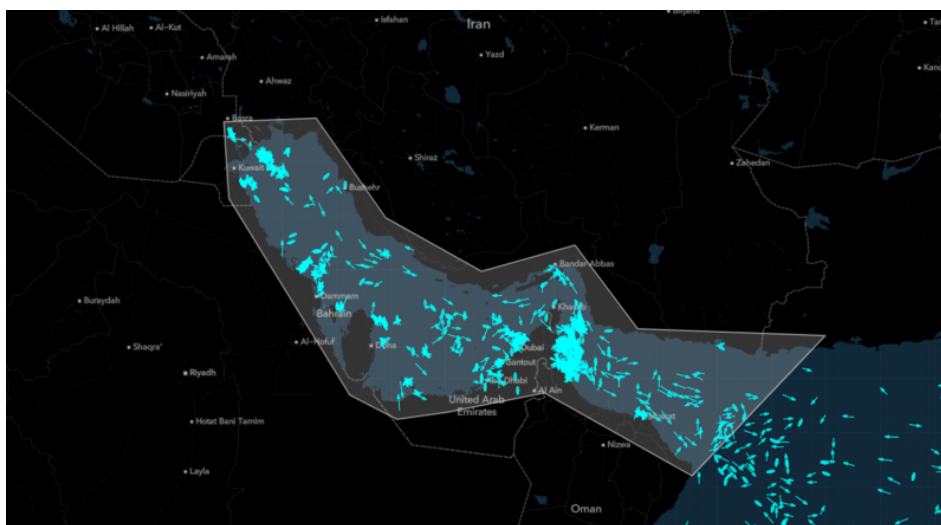 Isfahan
Iran
Al Hillah
Al-Kut
Yazd
Amarah
Ahwaz
Nasiriyah
Basra
Kerman
Shiraz
Zahedan
Kuwait
Bushehr
Bandar Abbas
Buraydah
Dammam
Bahrain
Al-Hofuf
Doha
Dubai
Shaqra'
Gantout
Riyadh
Abu Dhabi
Al Ain
United Arab
Emirates
Muscat
Hotat Bani Tamim
Nizwa
Layla
Oman